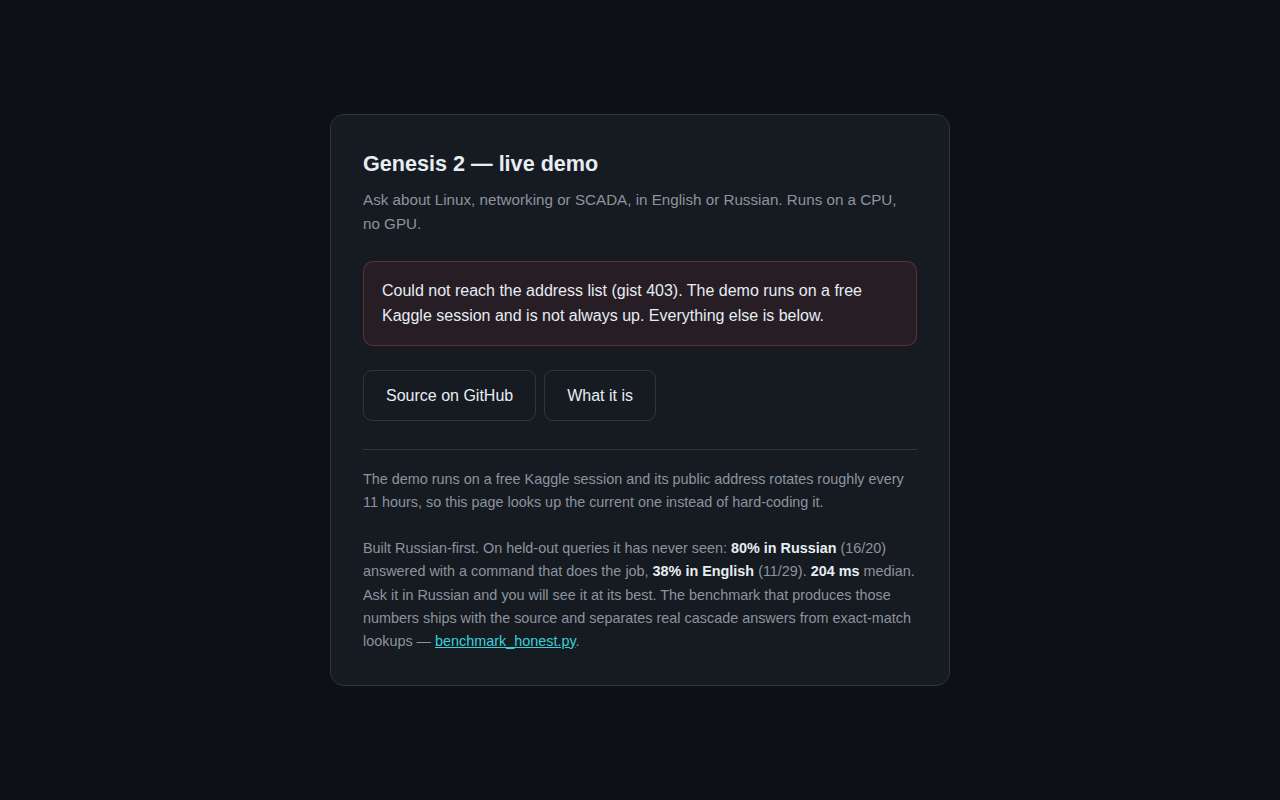 Genesis 2 — live demo
Ask about Linux, networking or SCADA, in English or Russian. Runs on a CPU,
no GPU.
Could not reach the address list (gist 403). The demo runs on a free
Kaggle session and is not always up. Everything else is below.
Source on GitHub
What it is
The demo runs on a free Kaggle session and its public address rotates roughly every
11 hours, so this page looks up the current one instead of hard-coding it.
Built Russian-first. On held-out queries it has never seen: 80% in Russian (16/20)
answered with a command that does the job, 38% in English (11/29). 204 ms median.
Ask it in Russian and you will see it at its best. The benchmark that produces those
numbers ships with the source and separates real cascade answers from exact-match
lookups — benchmark_honest.py.